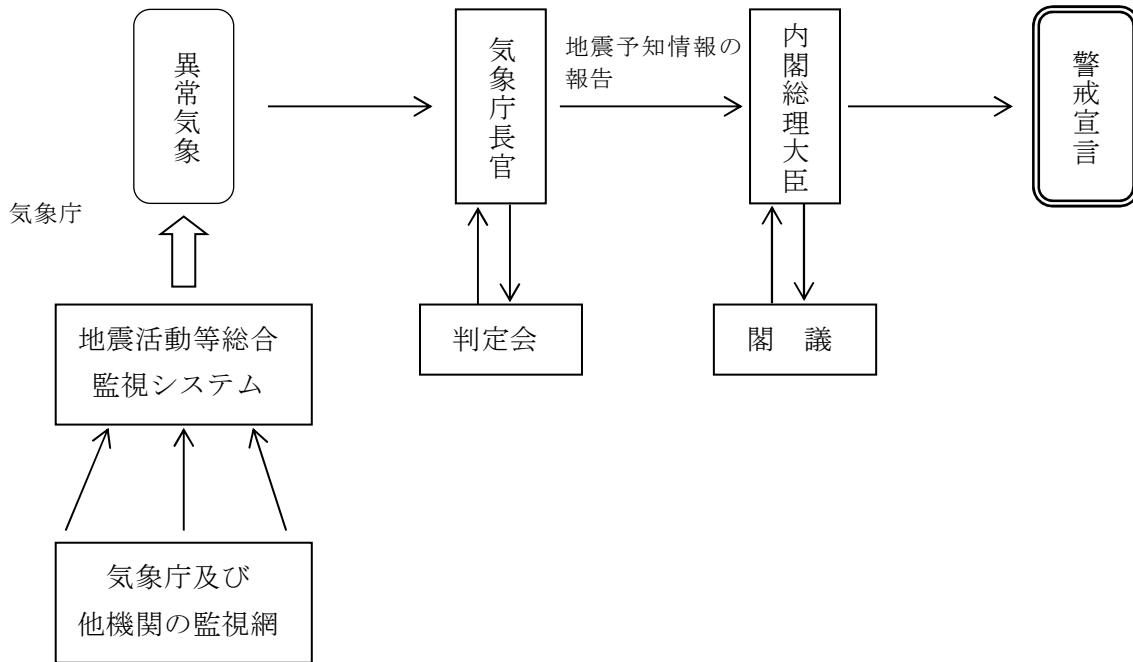 異常気象
気象庁長官
地震予知情報の
報告
内閣総理大臣
警戒宣言
気象庁
地震活動等総合
監視システム
判定会
閣　議
気象庁及び
他機関の監視網